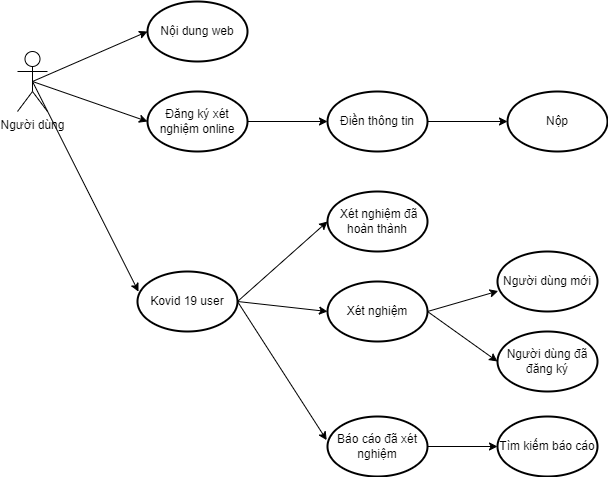 Nội dung web
Người dùng
Đăng ký xét
nghiệm online
Điền thông tin
Nộp
Xét nghiệm đã
hoàn thành
Kovid 19 user
Xét nghiệm
Người dùng mới
Người dùng đã
đăng ký
Báo cáo đã xét
nghiệm
Tìm kiếm báo cáo